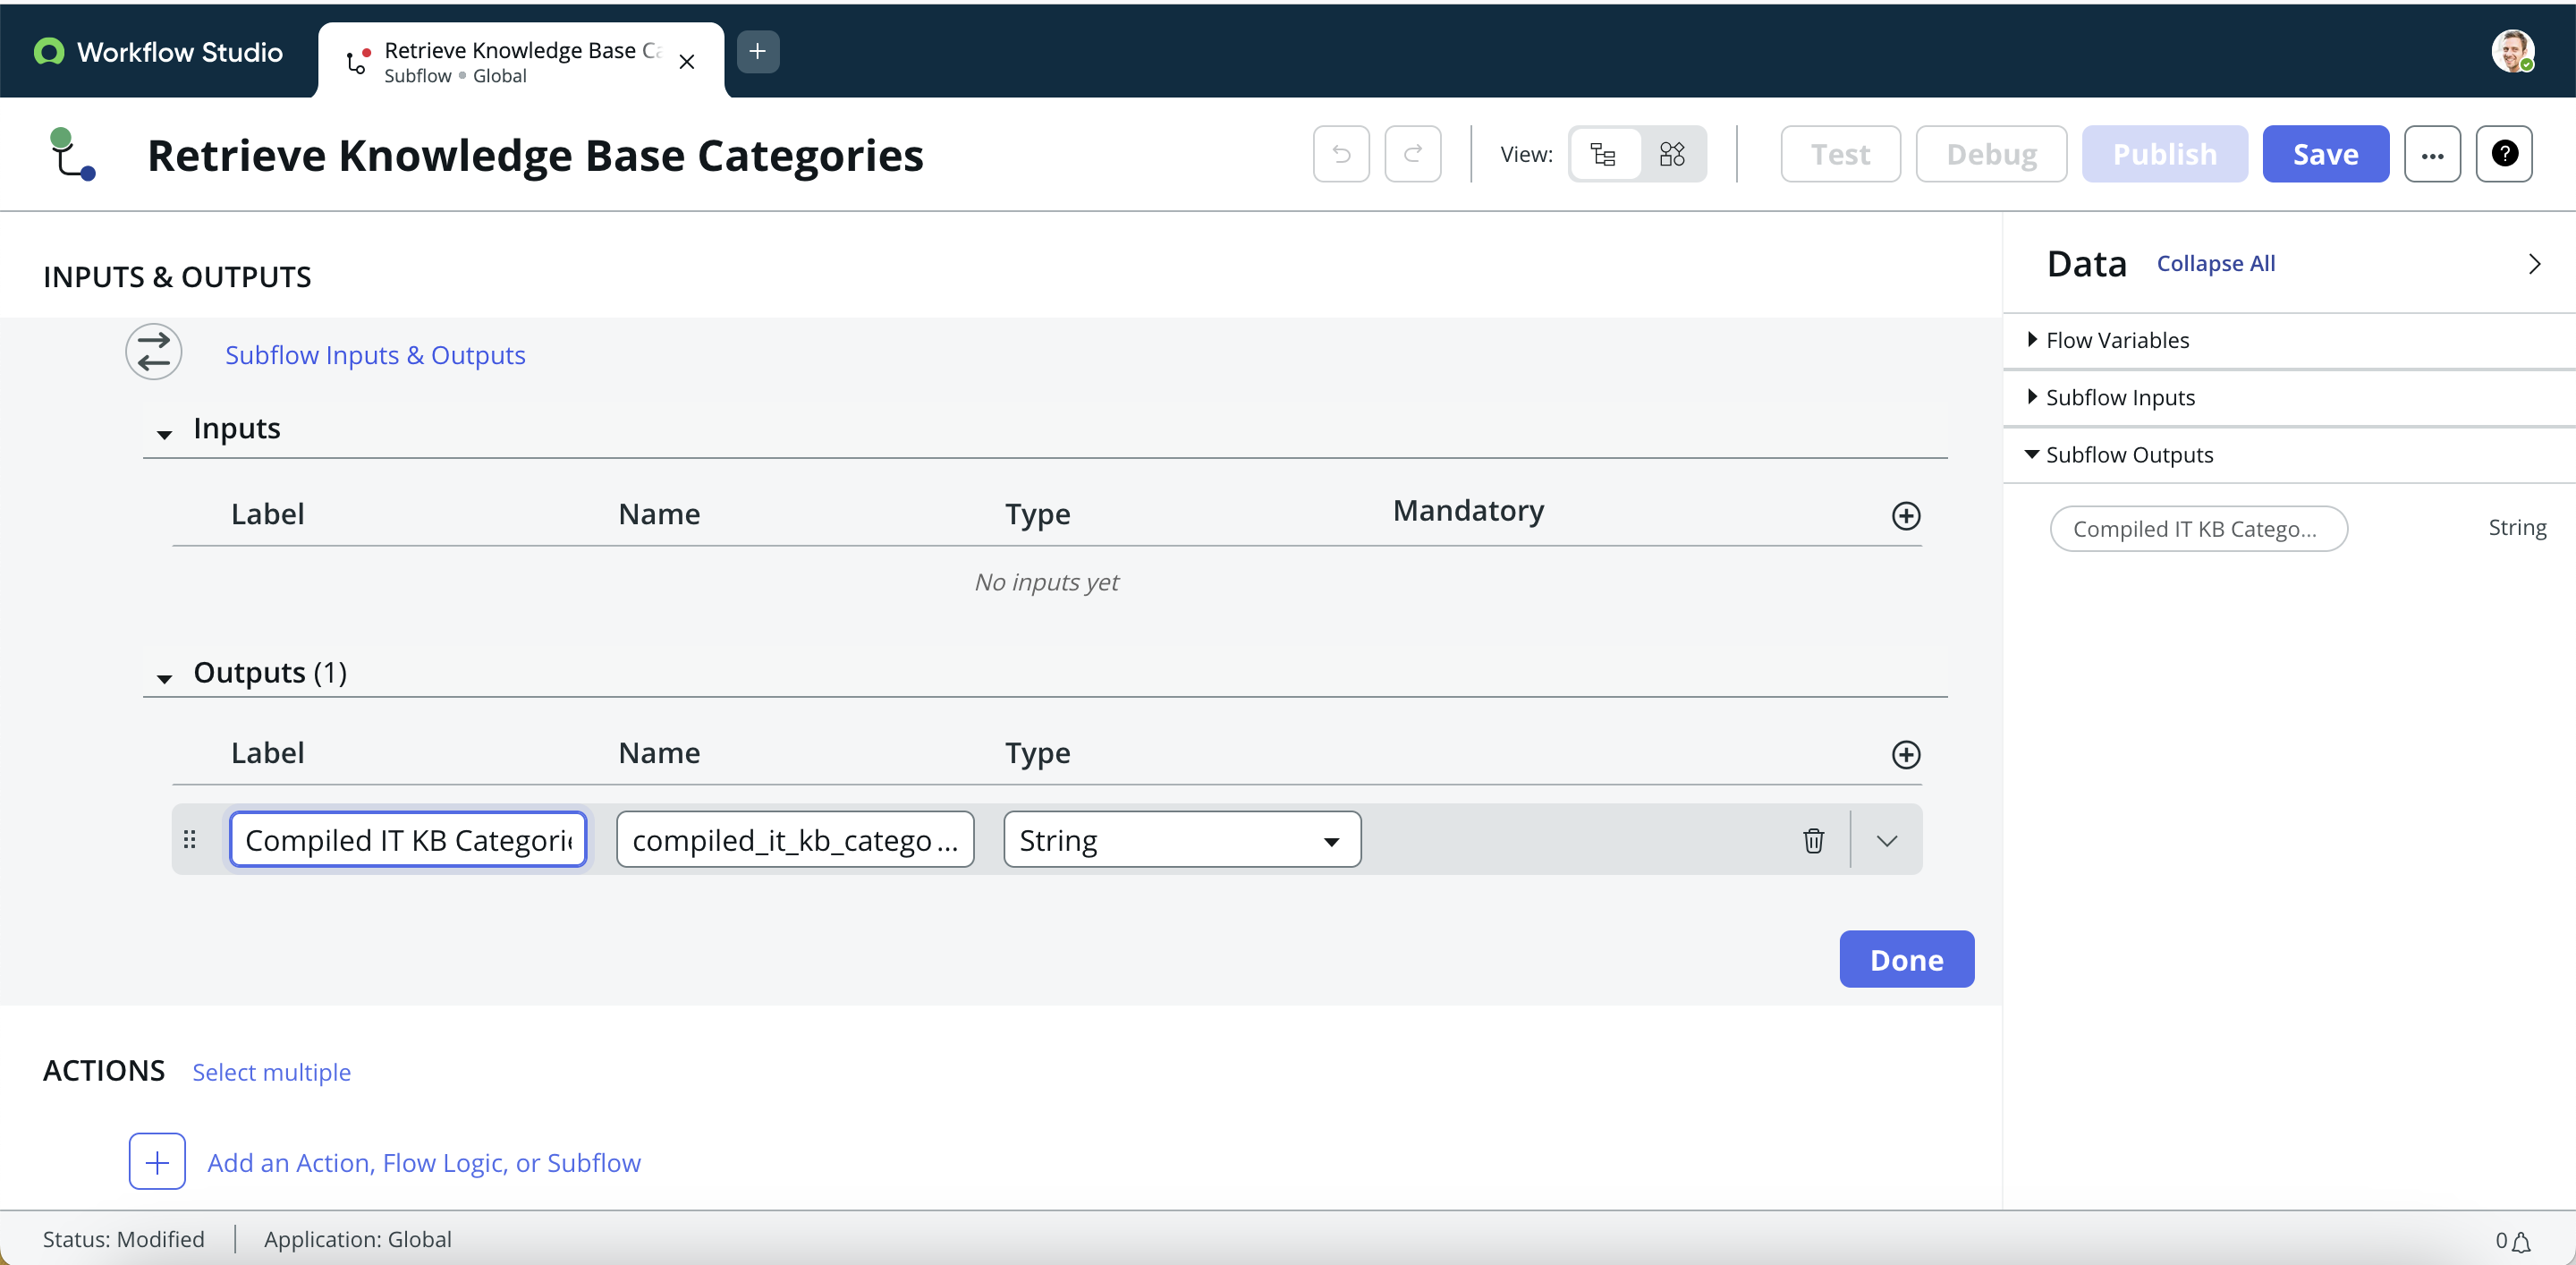 Workflow Studio
Retrieve Knowledge Base Ca
Subflow Global
Retrieve Knowledge Base Categories
View:
Test
Debug
Publish
Save
INPUTS & OUTPUTS
Subflow Inputs & Outputs
Inputs
Label Name Type Mandatory
No inputs yet
Outputs (1)
Label Name Type
Compiled IT KB Categorie compiled_it_kb_catego... String
Done
ACTIONS Select multiple
Add an Action, Flow Logic, or Subflow
Data Collapse All
Flow Variables
Subflow Inputs
Subflow Outputs
Compiled IT KB Catego... String
Status: Modified Application: Global
0